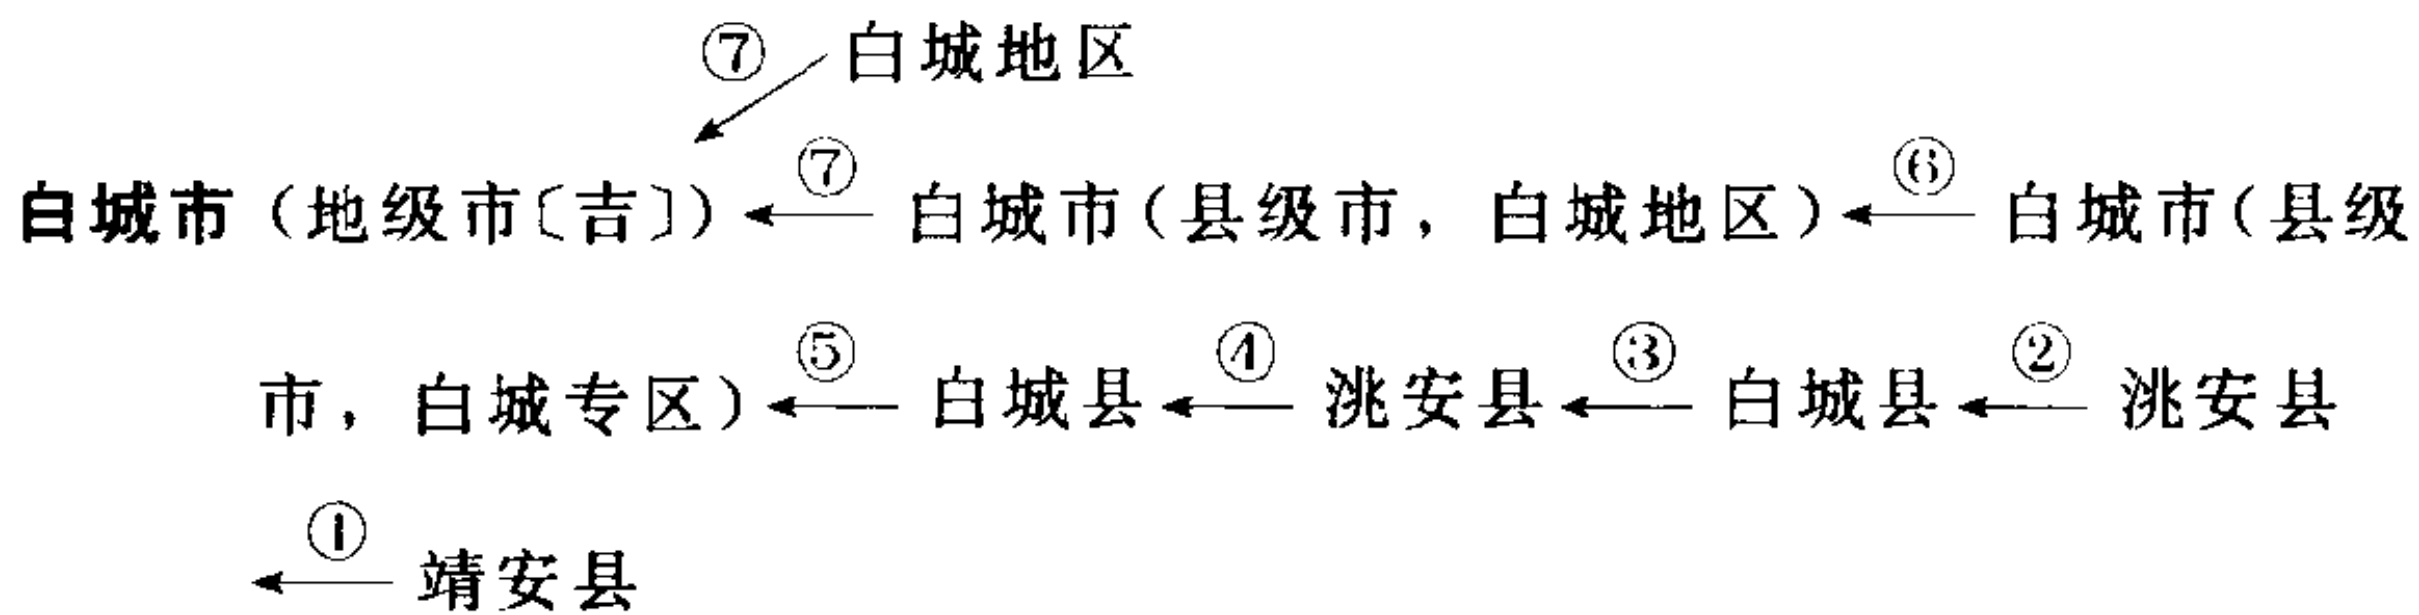 ⑦ 白城地区
白城市（地级市〔吉〕）←⑦ 白城市（县级市，白城地区）←⑥ 白城市（县级
市，白城专区）←⑤ 白城县 ←④ 洮安县 ←③ 白城县 ←② 洮安县
←① 靖安县